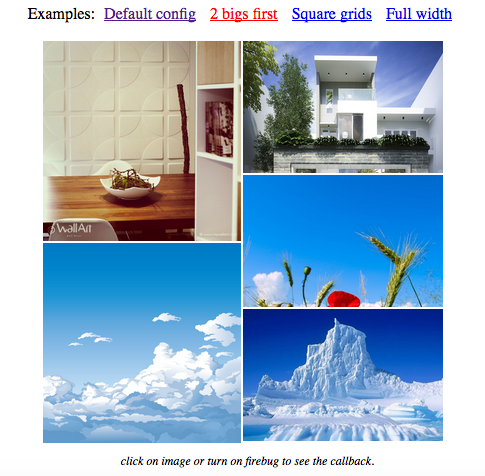 Examples: Default config 2 bigs first Square grids Full width
WallArt
click on image or turn on firebug to see the callback.